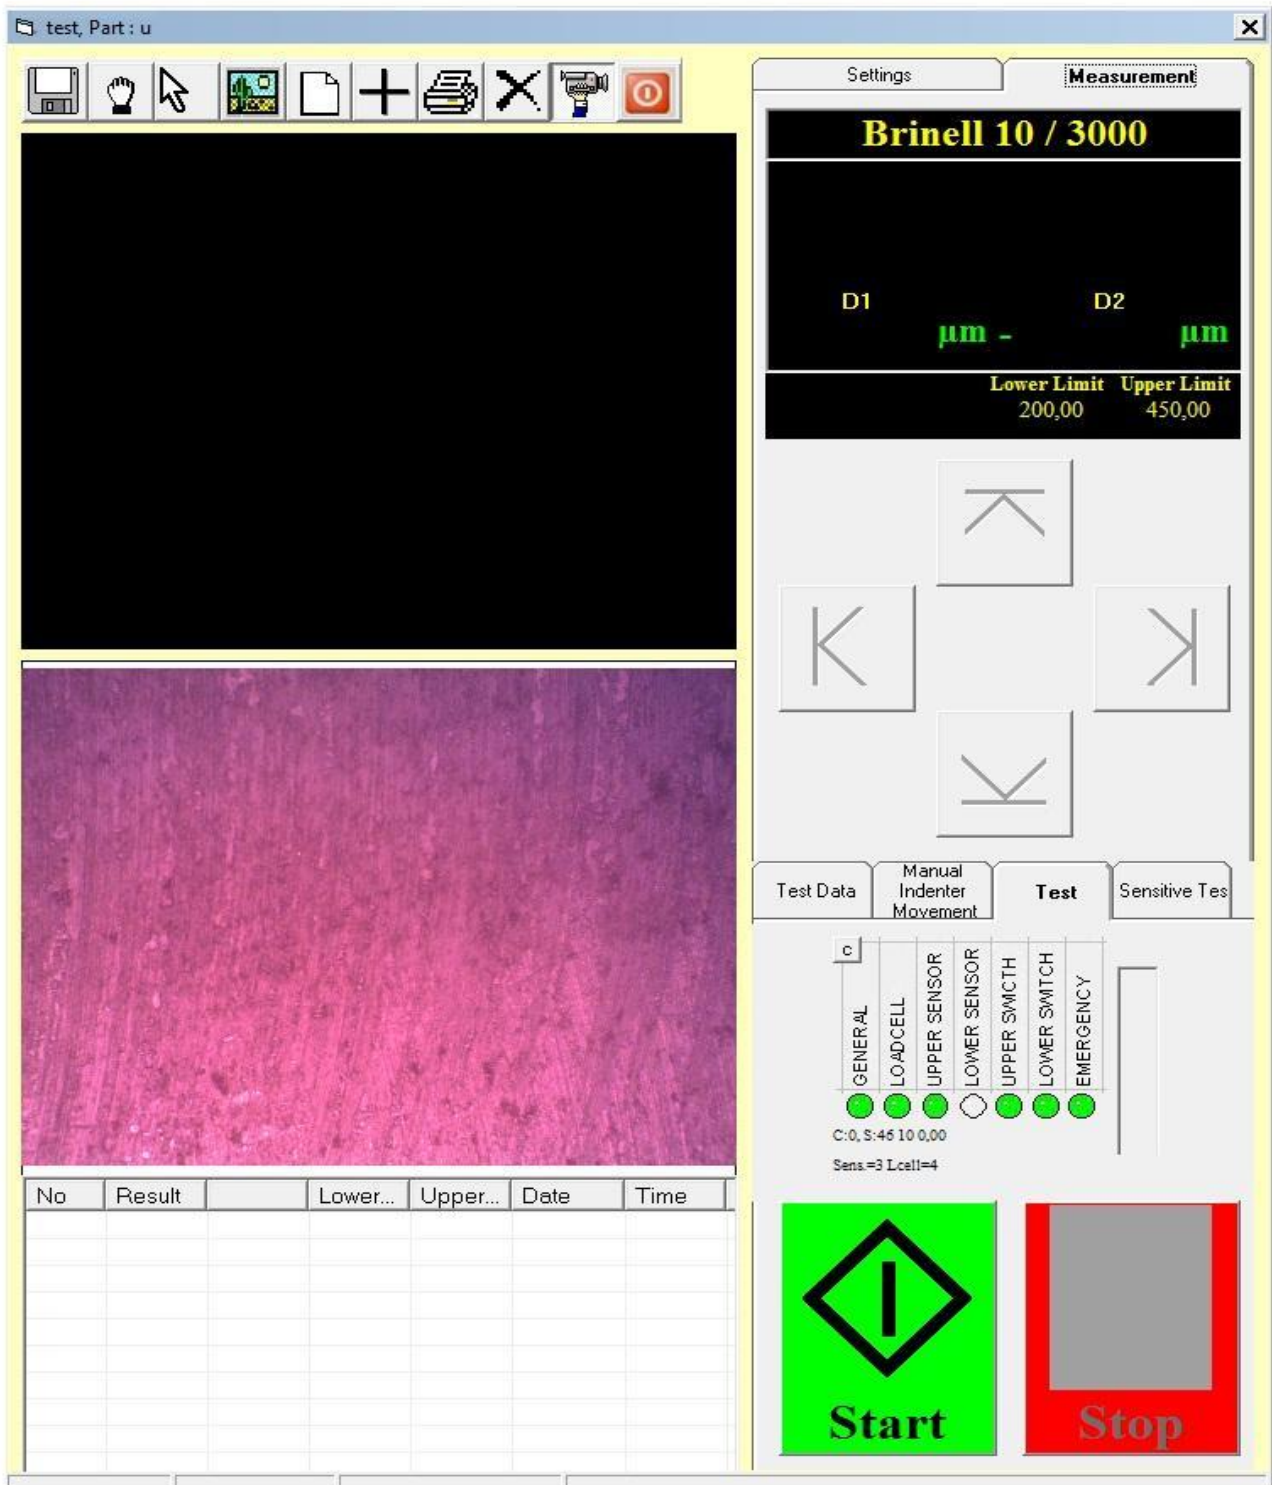 test, Part : u
Settings
Measurement
Brinell 10 / 3000
D1
D2
µm -
µm
Lower Limit Upper Limit
200,00 450,00
Test Data
Manual
Indenter
Movement
Test
Sensitive Tes
c
GENERAL
LOADCELL
UPPER SENSOR
LOWER SENSOR
UPPER SWICTH
LOWER SWITCH
EMERGENCY
C:0, S:46 10 0,00
Sens.=3 Lcell=4
No Result Lower... Upper... Date Time
Start
Stop